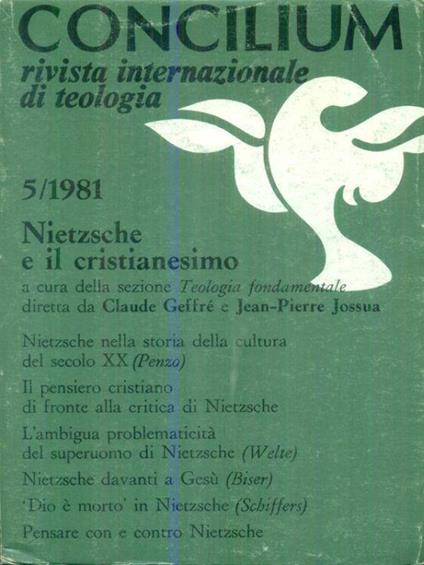 CONCILIUM
rivista internazionale
di teologia
5/1981
Nietzsche
e il cristianesimo
a cura della sezione Teologia fondamentale
diretta da Claude Geffré e Jean-Pierre Jossua
Nietzsche nella storia della cultura
del secolo XX (Penzo)
Il pensiero cristiano
di fronte alla critica di Nietzsche
L'ambigua problematicità
del superuomo di Nietzsche (Welte)
Nietzsche davanti a Gesù (Biser)
'Dio è morto' in Nietzsche (Schiffers)
Pensare con e contro Nietzsche